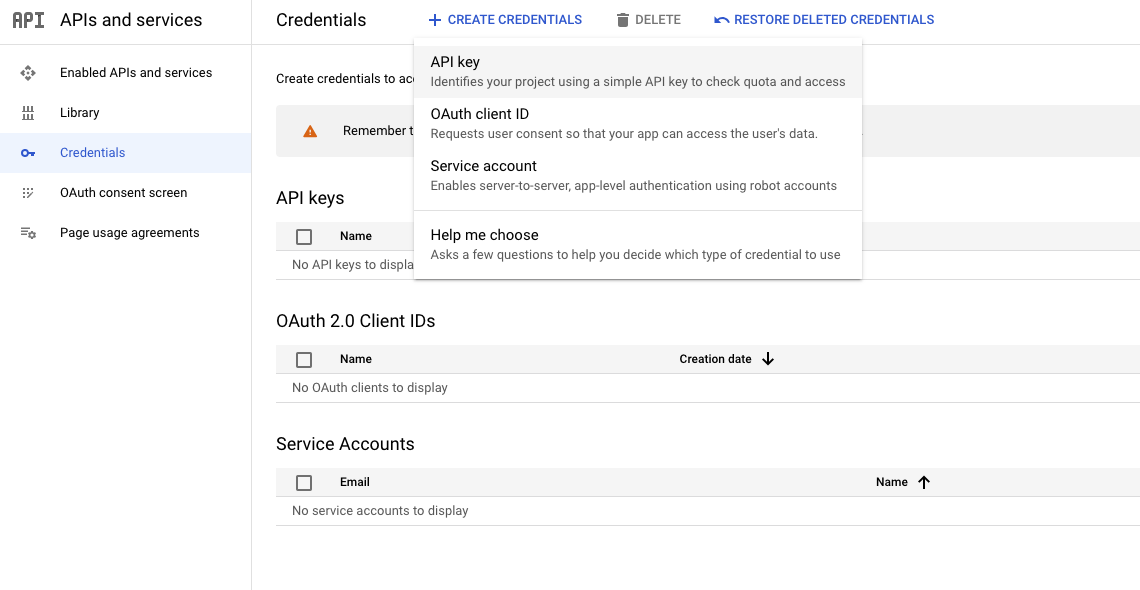 API APIs and services
Credentials
CREATE CREDENTIALS
DELETE
RESTORE DELETED CREDENTIALS
Enabled APIs and services
Library
Credentials
OAuth consent screen
Page usage agreements
Create credentials to
Remember
API key
Identifies your project using a simple API key to check quota and access
OAuth client ID
Requests user consent so that your app can access the user's data.
Service account
Enables server-to-server, app-level authentication using robot accounts
Help me choose
Asks a few questions to help you decide which type of credential to use
API keys
Name
No API keys to
OAuth 2.0 Client IDs
Name Creation date
No OAuth clients to display
Service Accounts
Email Name
No service accounts to display